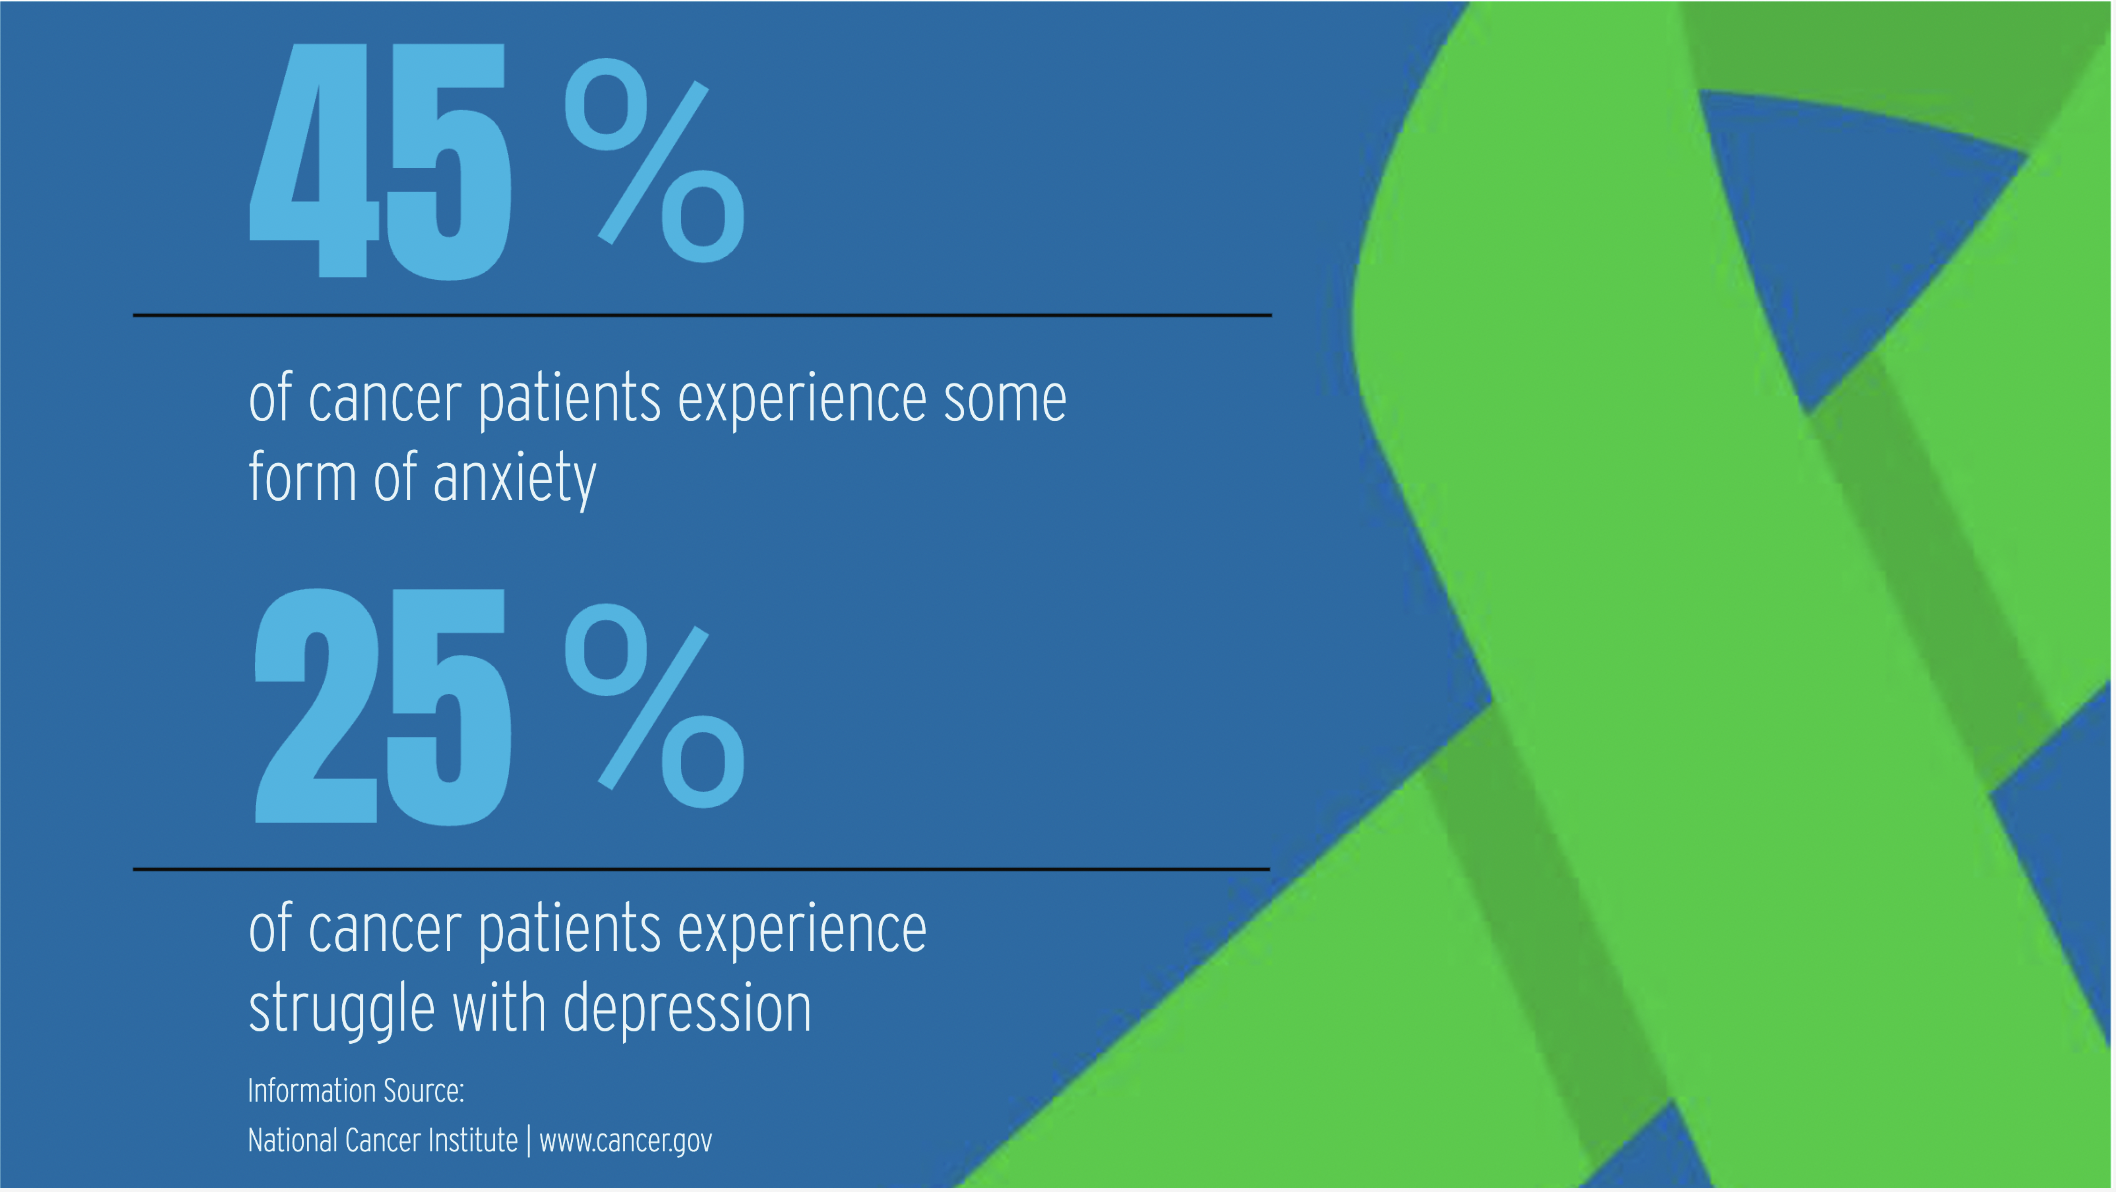 45 %
of cancer patients experience some
form of anxiety
25 %
of cancer patients experience
struggle with depression
Information Source:
National Cancer Institute | www.cancer.gov